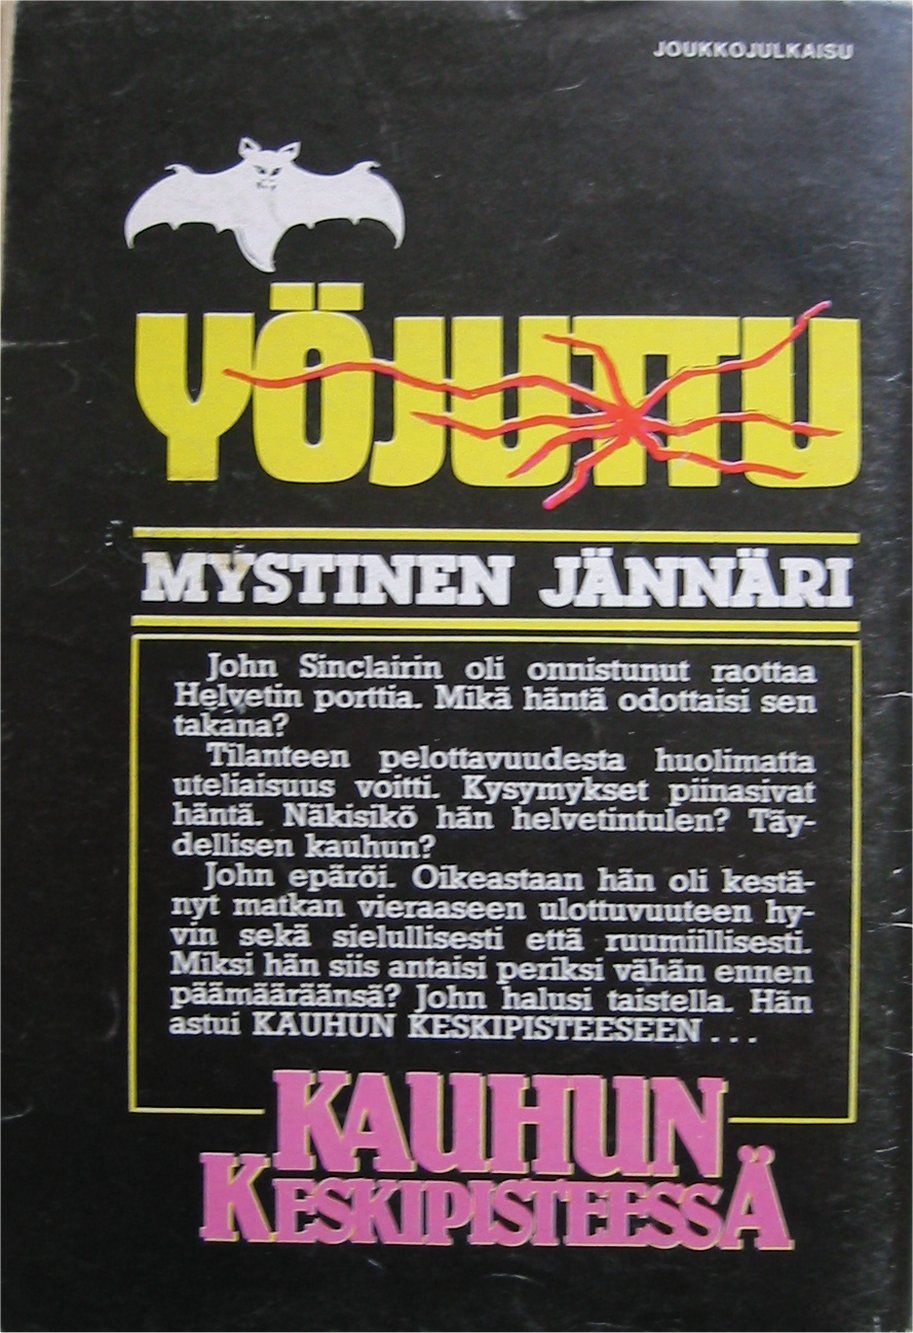 JOUKKOJULKAISU
YÖJUTTU
MYSTINEN JÄNNÄRI
John Sinclairin oli onnistunut raottaa
Helvetin porttia. Mikä häntä odottaisi sen
takana?
Tilanteen pelottavuudesta huolimatta
uteliaisuus voitti. Kysymykset piinasivat
häntä. Näkisikö hän helvetintulen? Täy-
dellisen kauhun?
John epäröi. Oikeastaan hän oli kestä-
nyt matkan vieraaseen ulottuvuuteen hy-
vin sekä sielullisesti että ruumiillisesti.
Miksi hän siis antaisi periksi vähän ennen
päämääräänsä? John halusi taistella. Hän
astui KAUHUN KESKIPISTEESEEN . . .
KAUHUN
KESKIPISTEESSÄ